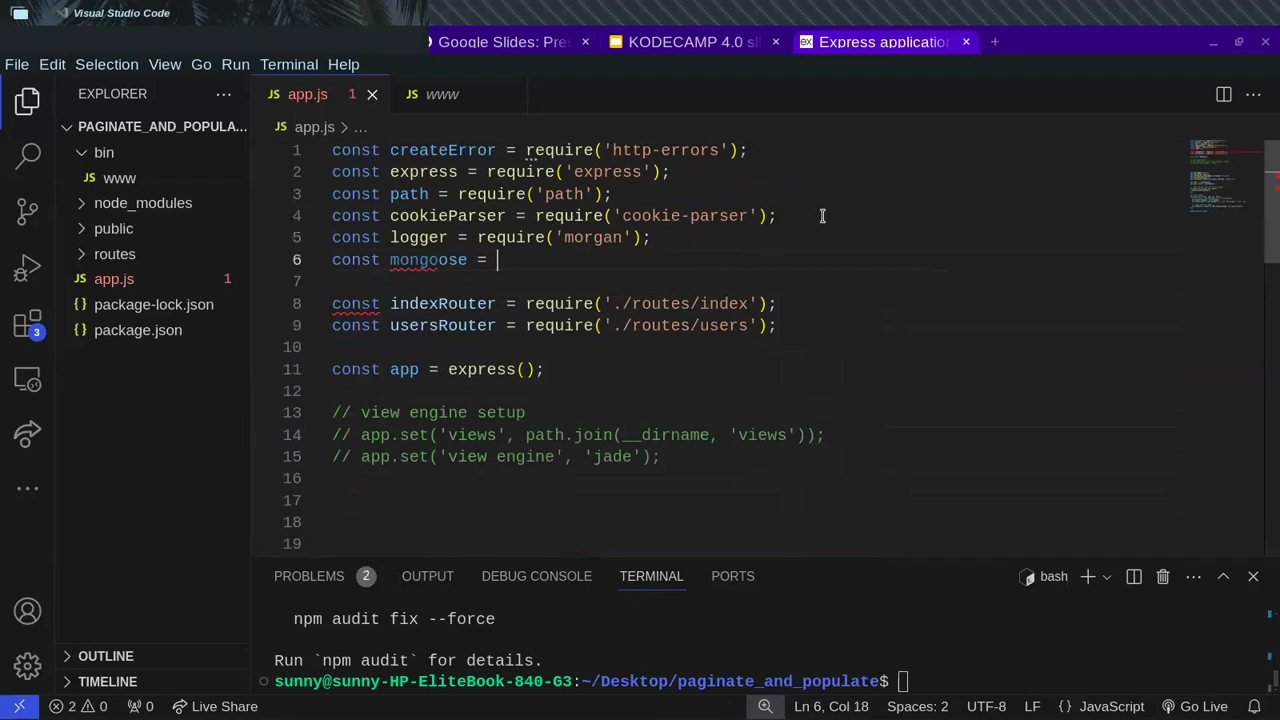 Visual Studio Code
Google Slides: Pre
KODECAMP 4.0 sli
Express application
File Edit Selection View Go Run Terminal Help
EXPLORER
PAGINATE_AND_POPULA...
bin
www
node_modules
public
routes
app.js 1
package-lock.json
package.json
OUTLINE
TIMELINE
3
JS app.js 1
JS www
JS app.js > ...
1 const createError = require('http-errors');
2 const express = require('express');
3 const path = require('path');
4 const cookieParser = require('cookie-parser');
5 const logger = require('morgan');
6 const mongoose =
7
8 const indexRouter = require('./routes/index');
9 const usersRouter = require('./routes/users');
10
11 const app = express();
12
13 // view engine setup
14 // app.set('views', path.join(__dirname, 'views'));
15 // app.set('view engine', 'jade');
16
17
18
19
PROBLEMS 2 OUTPUT DEBUG CONSOLE TERMINAL PORTS
bash
npm audit fix --force
Run `npm audit` for details.
sunny@sunny-HP-EliteBook-840-G3:~/Desktop/paginate_and_populate$
2 0 0 Live Share Ln 6, Col 18 Spaces: 2 UTF-8 LF {} JavaScript Go Live